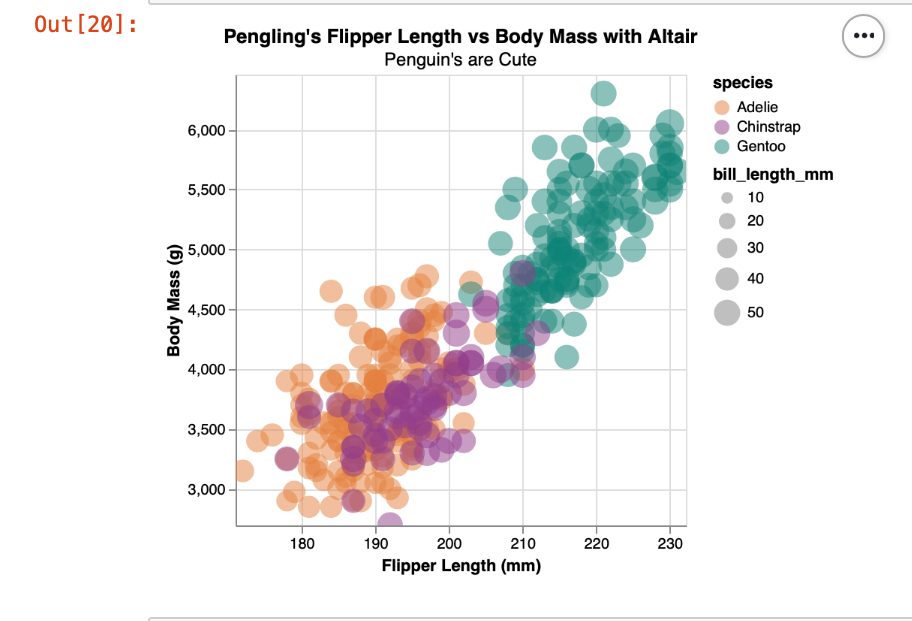 Out[20]:
Pengling's Flipper Length vs Body Mass with Altair
Penguin's are Cute
species
Adelie
Chinstrap
Gentoo
bill_length_mm
10
20
30
40
50
Body Mass (g)
6,000
5,500
5,000
4,500
4,000
3,500
3,000
180 190 200 210 220 230
Flipper Length (mm)